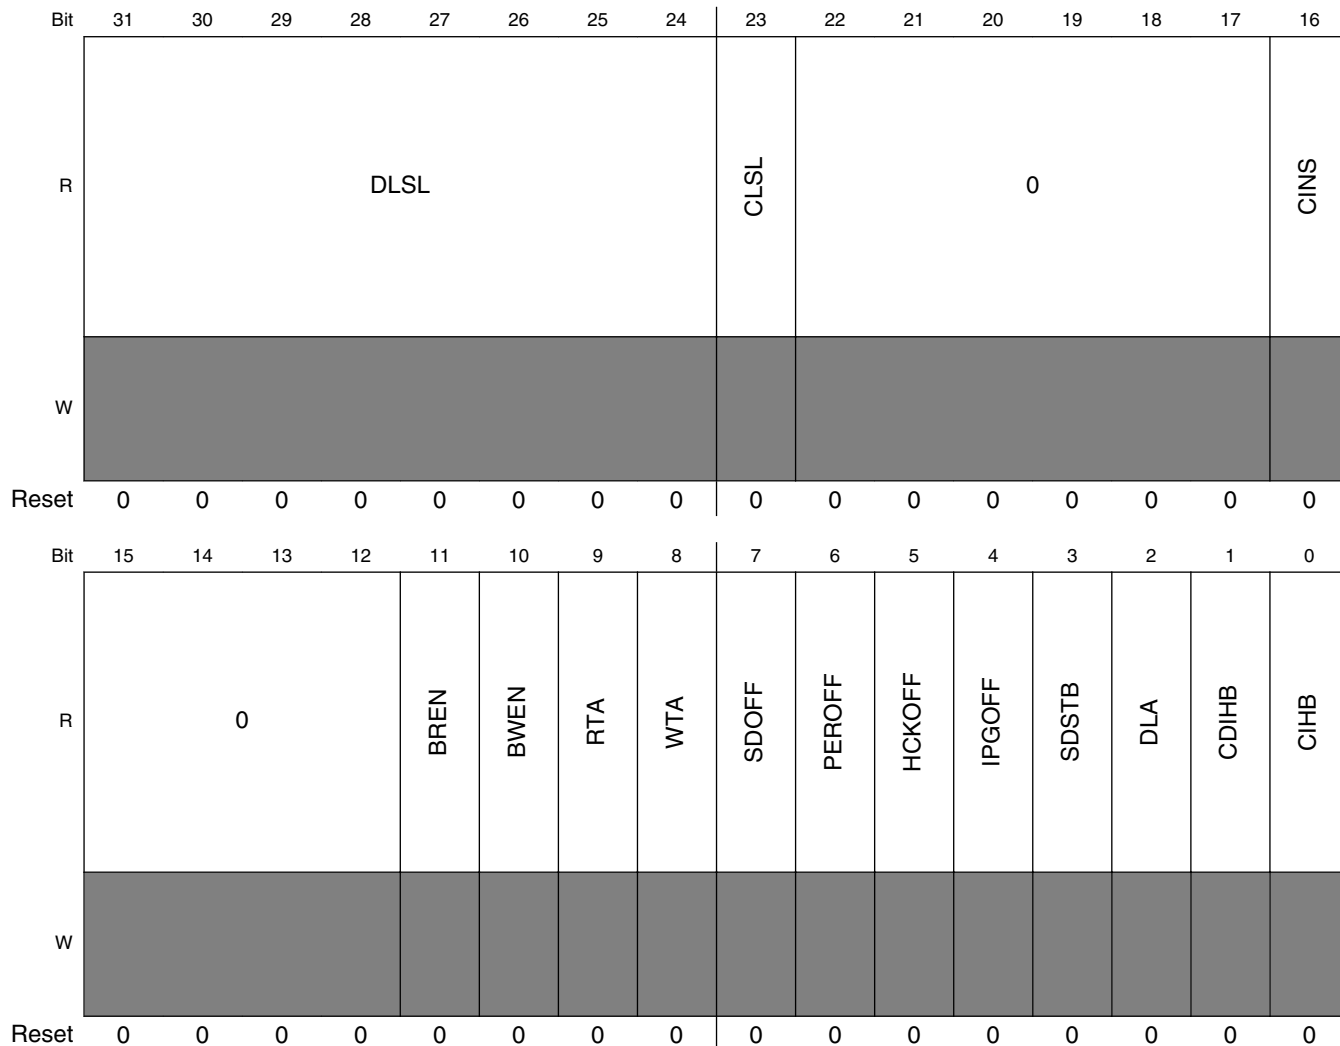 Bit 31 30 29 28 27 26 25 24 23 22 21 20 19 18 17 16
R DLSL CLSL 0 CINS
W
Reset 0 0 0 0 0 0 0 0 0 0 0 0 0 0 0 0
Bit 15 14 13 12 11 10 9 8 7 6 5 4 3 2 1 0
R 0 BREN BWEN RTA WTA SDOFF PEROFF HCKOFF IPGOFF SDSTB DLA CDIHB CIHB
W
Reset 0 0 0 0 0 0 0 0 0 0 0 0 0 0 0 0